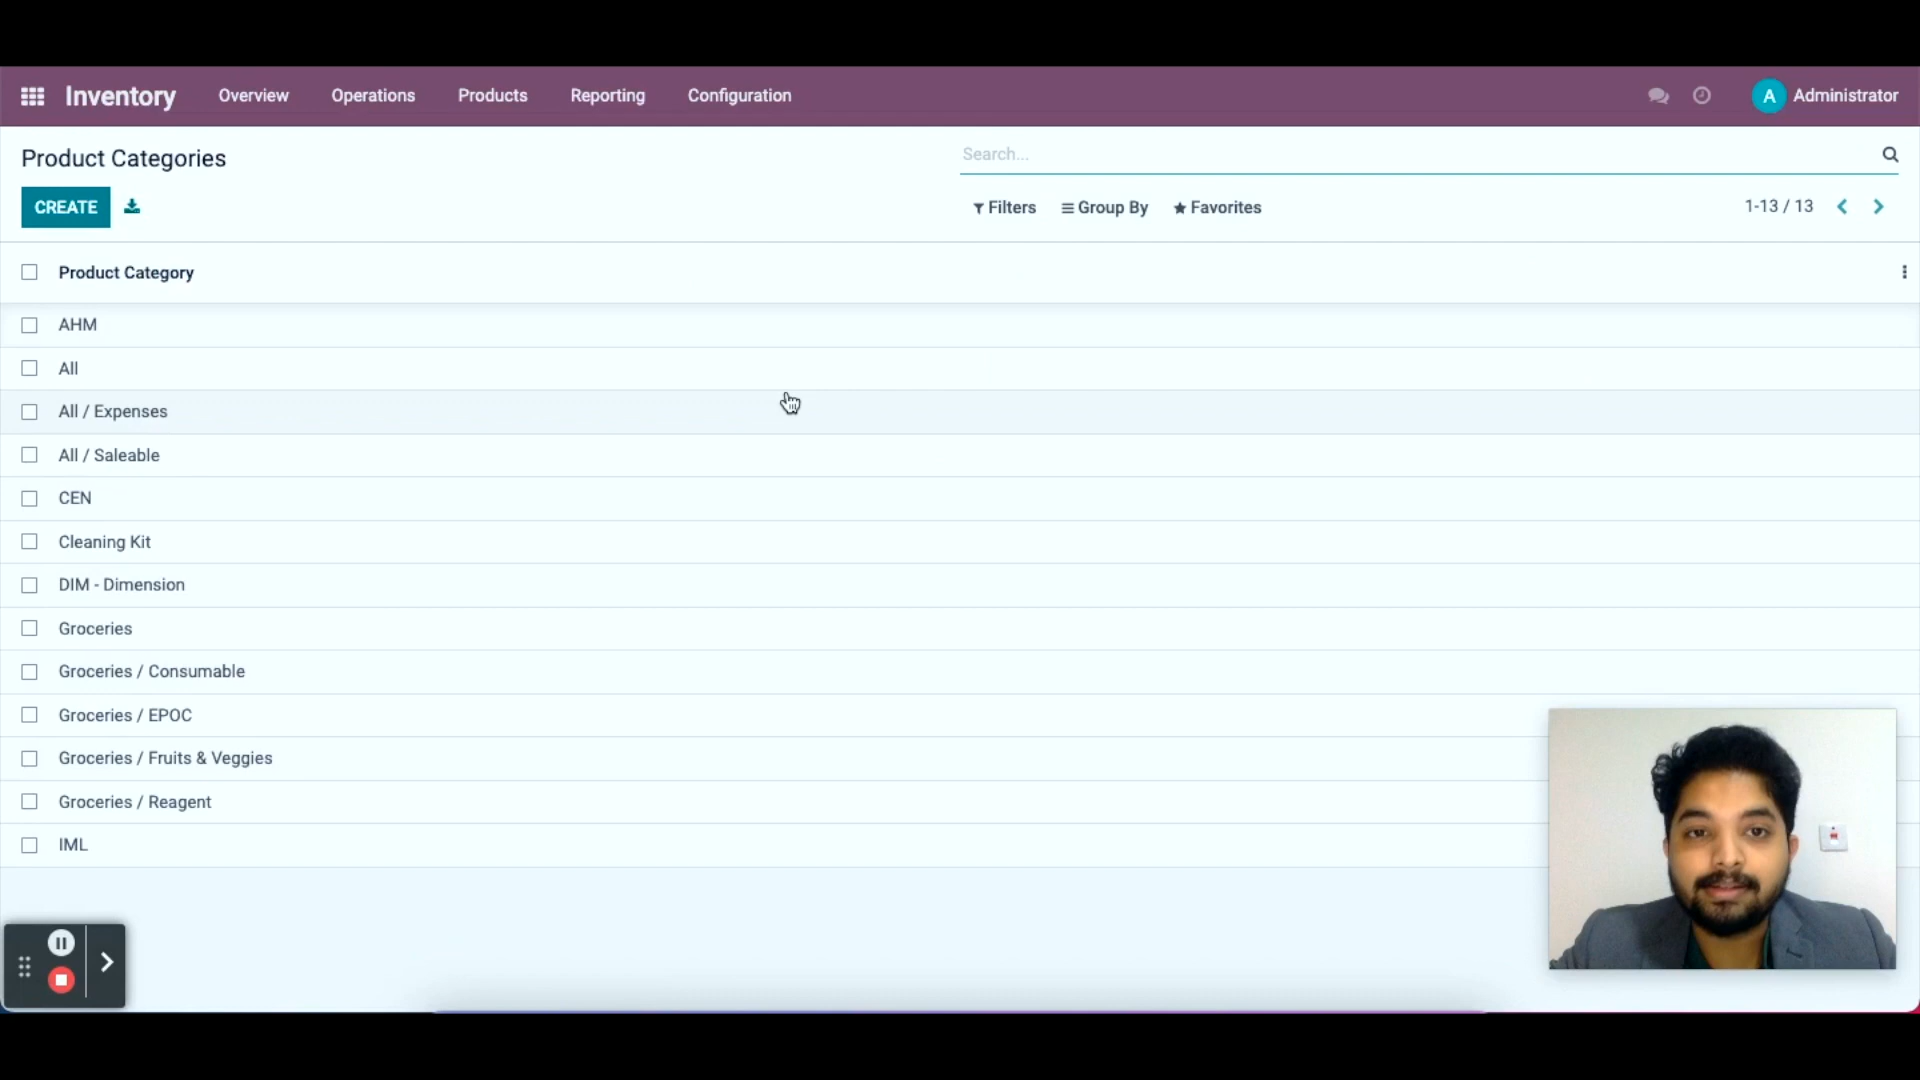 Inventory Overview Operations Products Reporting Configuration A Administrator
Product Categories
Search...
CREATE Filters Group By Favorites 1-13 / 13
Product Category
AHM
All
All / Expenses
All / Saleable
CEN
Cleaning Kit
DIM - Dimension
Groceries
Groceries / Consumable
Groceries / EPOC
Groceries / Fruits & Veggies
Groceries / Reagent
IML